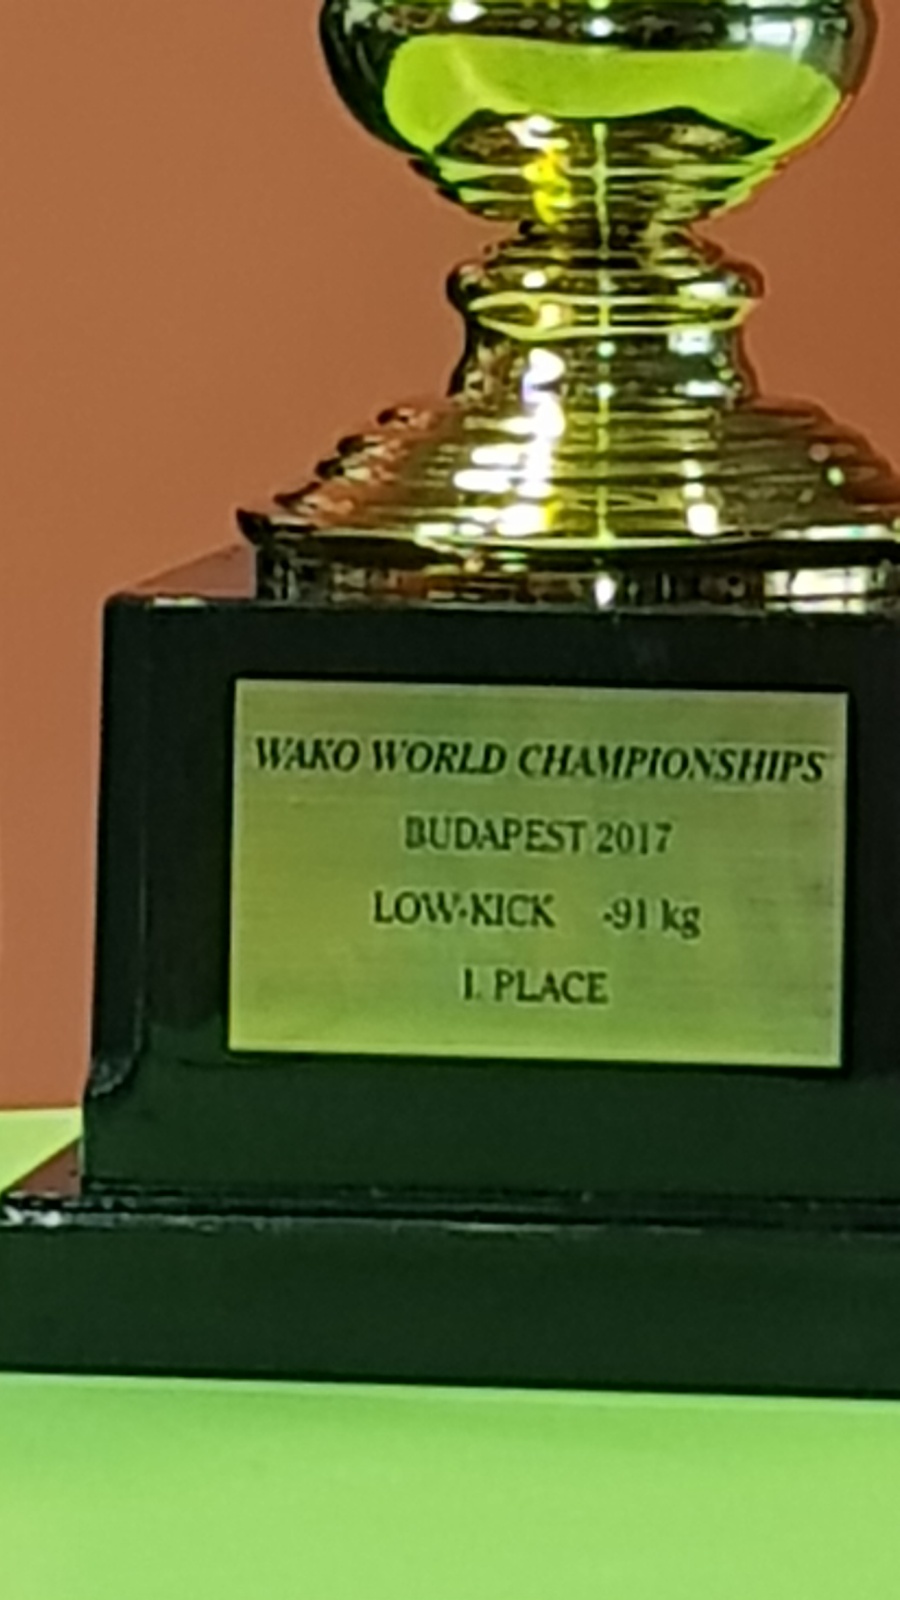 WAKO WORLD CHAMPIONSHIPS
BUDAPEST 2017
LOW-KICK -91 kg
I. PLACE